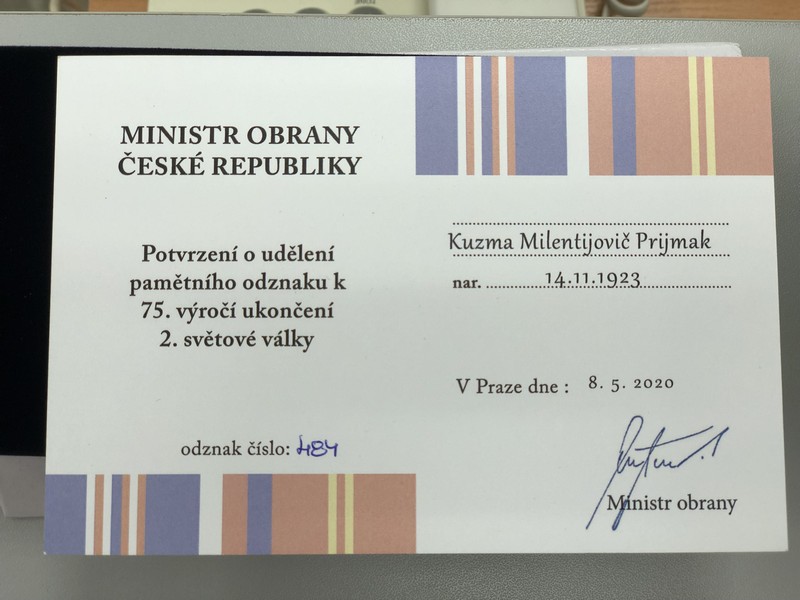 MINISTR OBRANY
ČESKÉ REPUBLIKY
Potvrzení o udělení
pamětního odznaku k
75. výročí ukončení
2. světové války
odznak číslo: 484
Kuzma Milentijovič Prijmak
nar. 14.11.1923
V Praze dne : 8. 5. 2020
Ministr obrany